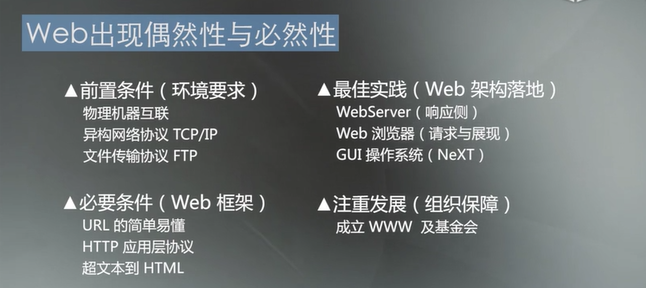 Web出现偶然性与必然性
▲前置条件（环境要求）
物理机器互联
异构网络协议 TCP/IP
文件传输协议 FTP
▲必要条件（Web 框架）
URL 的简单易懂
HTTP 应用层协议
超文本到 HTML
▲最佳实践（Web 架构落地）
WebServer（响应侧）
Web 浏览器（请求与展现）
GUI 操作系统（NeXT）
▲注重发展（组织保障）
成立 WWW 及基金会